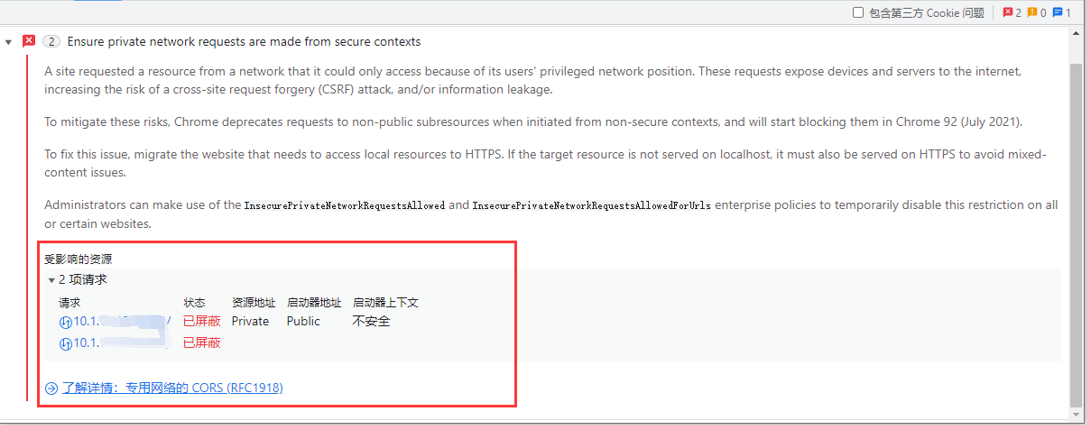 包含第三方 Cookie 问题 2 0 1
2 Ensure private network requests are made from secure contexts
A site requested a resource from a network that it could only access because of its users' privileged network position. These requests expose devices and servers to the internet,
increasing the risk of a cross-site request forgery (CSRF) attack, and/or information leakage.
To mitigate these risks, Chrome deprecates requests to non-public subresources when initiated from non-secure contexts, and will start blocking them in Chrome 92 (July 2021).
To fix this issue, migrate the website that needs to access local resources to HTTPS. If the target resource is not served on localhost, it must also be served on HTTPS to avoid mixed-
content issues.
Administrators can make use of the InsecurePrivateNetworkRequestsAllowed and InsecurePrivateNetworkRequestsAllowedForUrls enterprise policies to temporarily disable this restriction on all
or certain websites.
受影响的资源
2 项请求
请求 状态 资源地址 启动器地址 启动器上下文
10.1. / 已屏蔽 Private Public 不安全
10.1. 已屏蔽
了解详情：专用网络的 CORS (RFC1918)